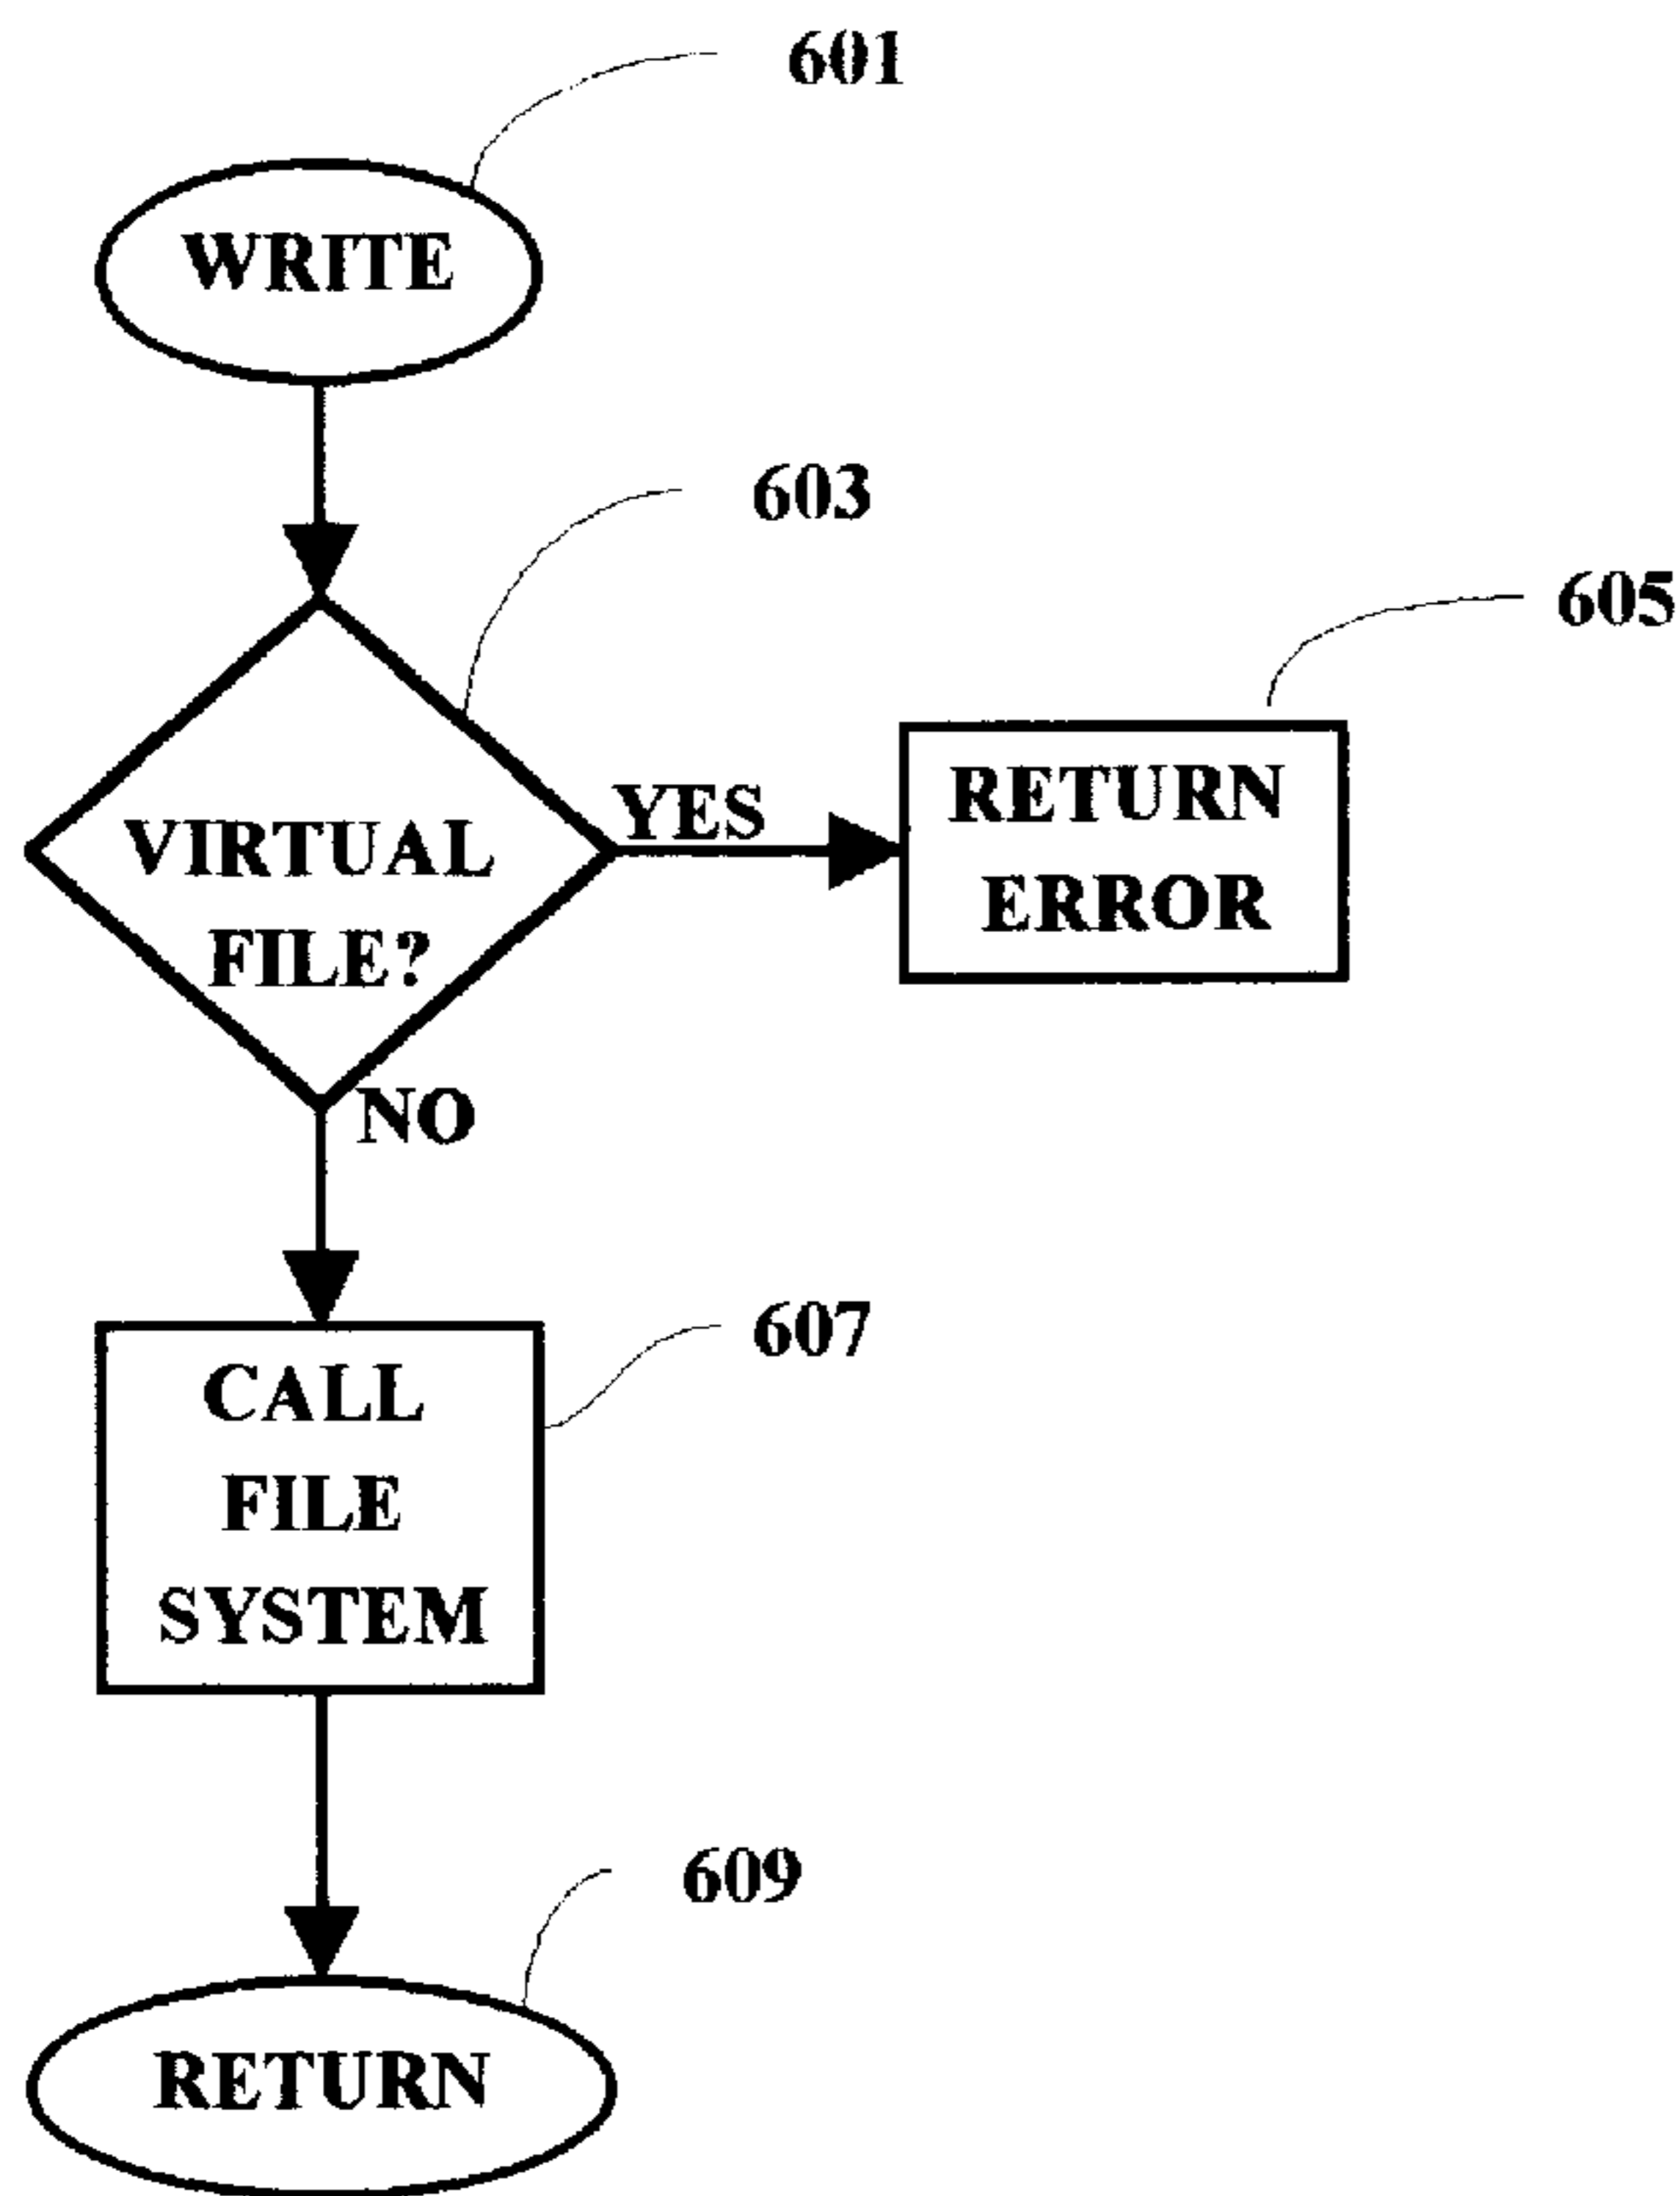 601
WRITE
603
605
VIRTUAL
FILE?
YES
RETURN
ERROR
NO
607
CALL
FILE
SYSTEM
609
RETURN